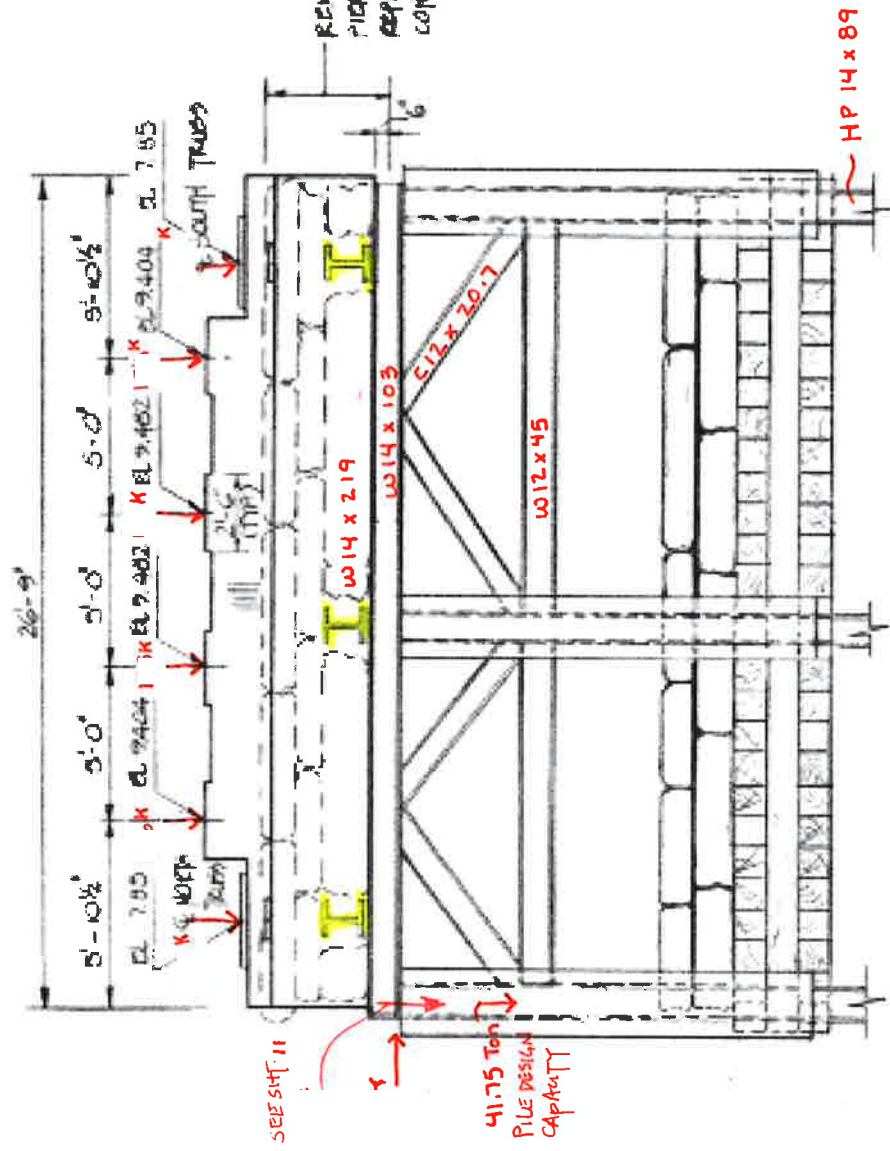 26'-9"
5'-10½"
5'-0"
5'-0"
5'-0"
5'-10½"
EL 7.85
K
℄ NORTH
TRUSS
K
EL 9.404
K
EL 9.482
K
EL 9.482
K
EL 9.404
K
EL 7.85
℄ SOUTH TRUSS
2'-6"
(TYP)
6"
W14 x 219
W14 x 103
C12 x 20.7
W12 x 45
SEE SHT. 11
41.75 Ton
PILE DESIGN
CAPACITY
HP 14 x 89